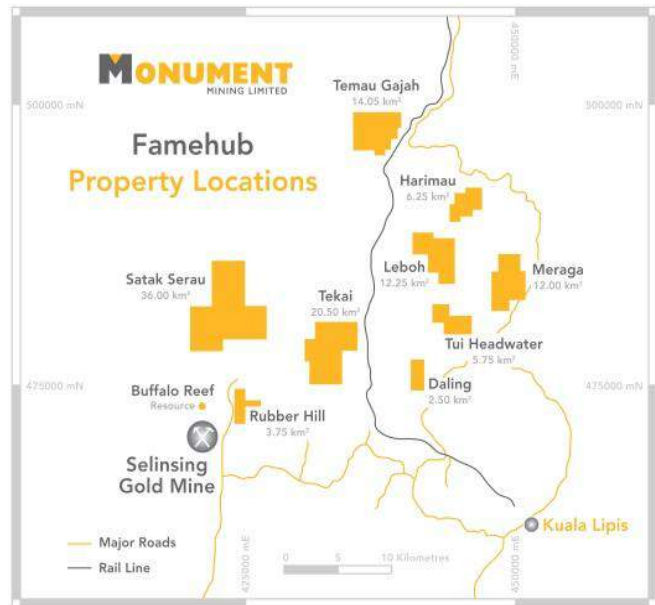 450000 mE
MONUMENT
MINING LIMITED
Temau Gajah
14.05 km²
500000 mN
500000 mN
Famehub
Property Locations
Harimau
6.25 km²
Satak Serau
36.00 km²
Tekai
20.50 km²
Leboh
12.25 km²
Meraga
12.00 km²
Tui Headwater
5.75 km²
475000 mN
475000 mN
Buffalo Reef
Resource
Daling
2.50 km²
Rubber Hill
3.75 km²
Selinsing
Gold Mine
Kuala Lipis
Major Roads
Rail Line
425000 mE
0 5 10 Kilometres
450000 mE